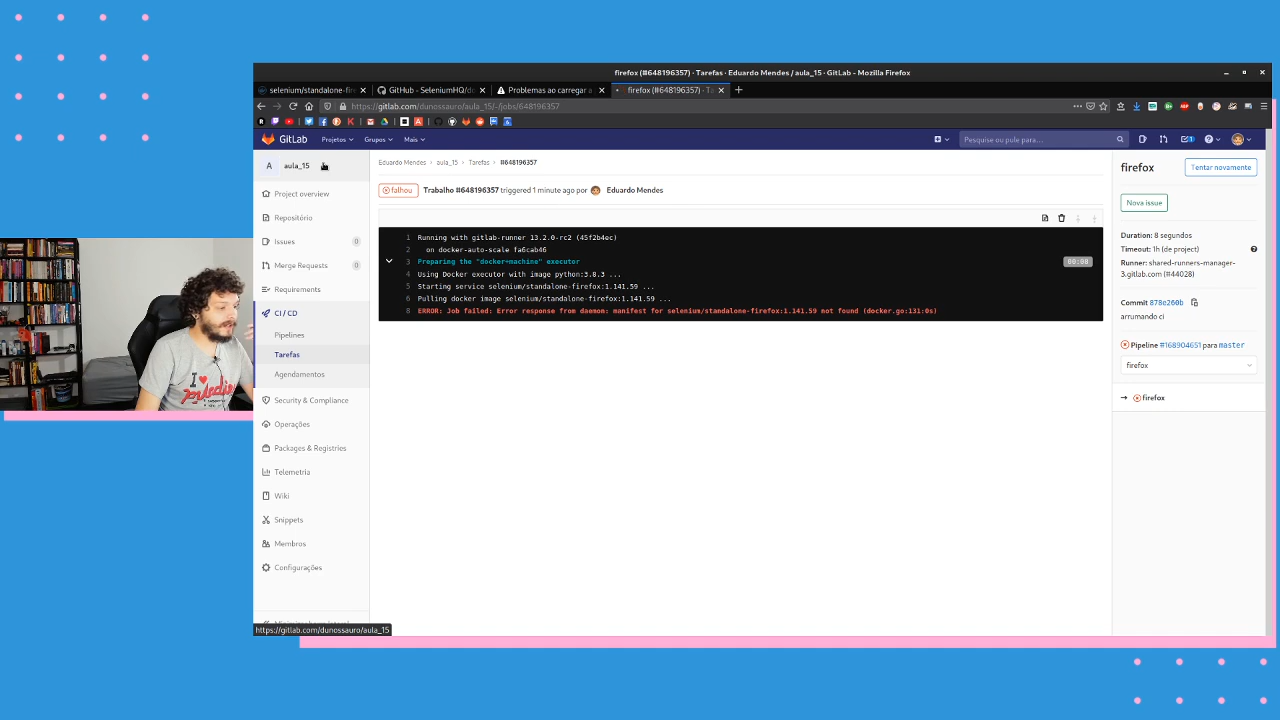 firefox (#648196357) · Tarefas · Eduardo Mendes / aula_15 · GitLab - Mozilla Firefox
selenium/standalone-fir
GitHub - SeleniumHQ/do
Problemas ao carregar a p
firefox (#648196357) · Ta
https://gitlab.com/dunossauro/aula_15/-/jobs/648196357
GitLab
Projetos
Grupos
Mais
Pesquise ou pule para...
A aula_15
Project overview
Repositório
Issues 0
Merge Requests 0
Requirements
CI / CD
Pipelines
Tarefas
Agendamentos
Security & Compliance
Operações
Packages & Registries
Telemetria
Wiki
Snippets
Membros
Configurações
https://gitlab.com/dunossauro/aula_15
Eduardo Mendes › aula_15 › Tarefas › #648196357
falhou Trabalho #648196357 triggered 1 minute ago por Eduardo Mendes
1 Running with gitlab-runner 13.2.0-rc2 (45f2b4ec)
2 on docker-auto-scale fa6cab46
3 Preparing the "docker+machine" executor 00:08
4 Using Docker executor with image python:3.8.3 ...
5 Starting service selenium/standalone-firefox:1.141.59 ...
6 Pulling docker image selenium/standalone-firefox:1.141.59 ...
8 ERROR: Job failed: Error response from daemon: manifest for selenium/standalone-firefox:1.141.59 not found (docker.go:131:0s)
firefox
Tentar novamente
Nova issue
Duration: 8 segundos
Timeout: 1h (de project)
Runner: shared-runners-manager-
3.gitlab.com (#44028)
Commit 878e260b
arrumando ci
Pipeline #168904651 para master
firefox
→ firefox
I